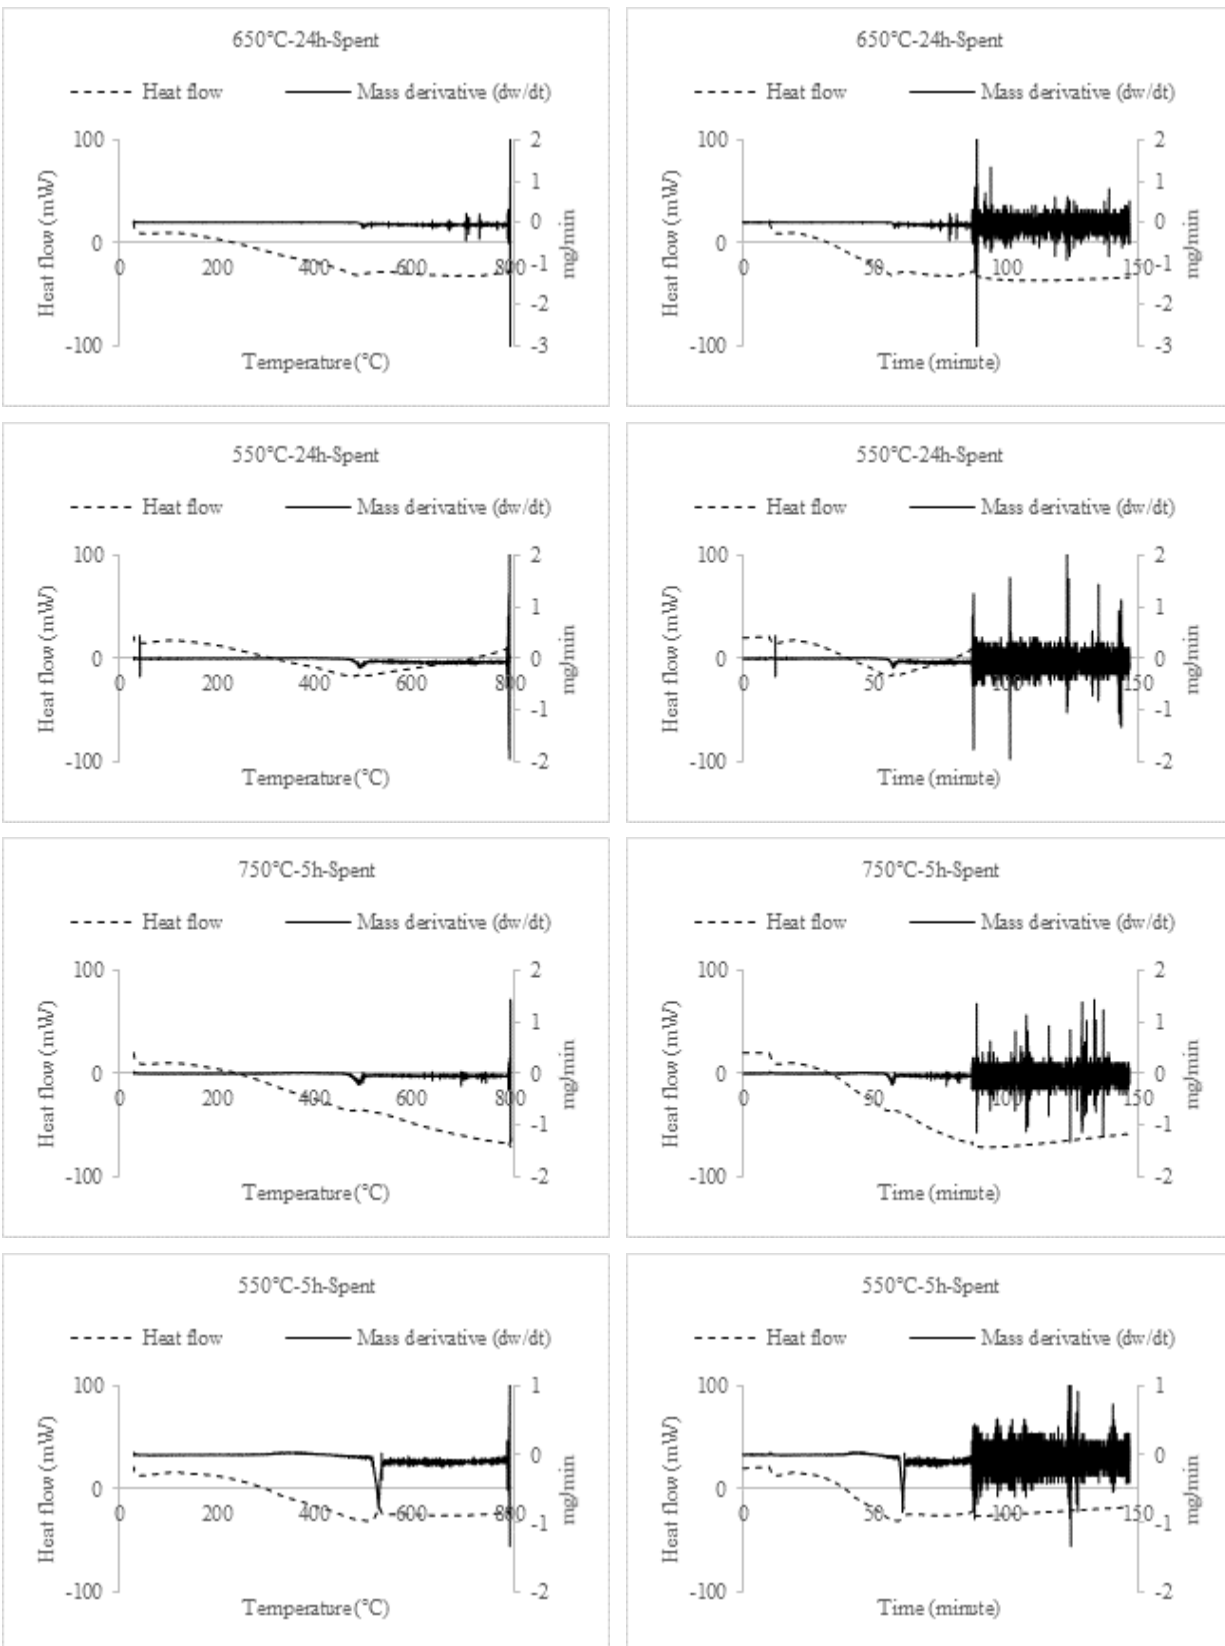 650°C-24h-Spent
Heat flow
Mass derivative (dw/dt)
100
0
-100
Heat flow (mW)
0
200
400
600
800
2
1
0
-1
-2
-3
mg/min
Temperature (°C)
650°C-24h-Spent
Heat flow
Mass derivative (dw/dt)
100
0
-100
Heat flow (mW)
0
50
100
150
2
1
0
-1
-2
-3
mg/min
Time (minute)
550°C-24h-Spent
Heat flow
Mass derivative (dw/dt)
100
0
-100
Heat flow (mW)
0
200
400
600
800
2
1
0
-1
-2
mg/min
Temperature (°C)
550°C-24h-Spent
Heat flow
Mass derivative (dw/dt)
100
0
-100
Heat flow (mW)
0
50
100
150
2
1
0
-1
-2
mg/min
Time (minute)
750°C-5h-Spent
Heat flow
Mass derivative (dw/dt)
100
0
-100
Heat flow (mW)
0
200
400
600
800
2
1
0
-1
-2
mg/min
Temperature (°C)
750°C-5h-Spent
Heat flow
Mass derivative (dw/dt)
100
0
-100
Heat flow (mW)
0
50
100
150
2
1
0
-1
-2
mg/min
Time (minute)
550°C-5h-Spent
Heat flow
Mass derivative (dw/dt)
100
0
-100
Heat flow (mW)
0
200
400
600
800
1
0
-1
-2
mg/min
Temperature (°C)
550°C-5h-Spent
Heat flow
Mass derivative (dw/dt)
100
0
-100
Heat flow (mW)
0
50
100
150
1
0
-1
-2
mg/min
Time (minute)